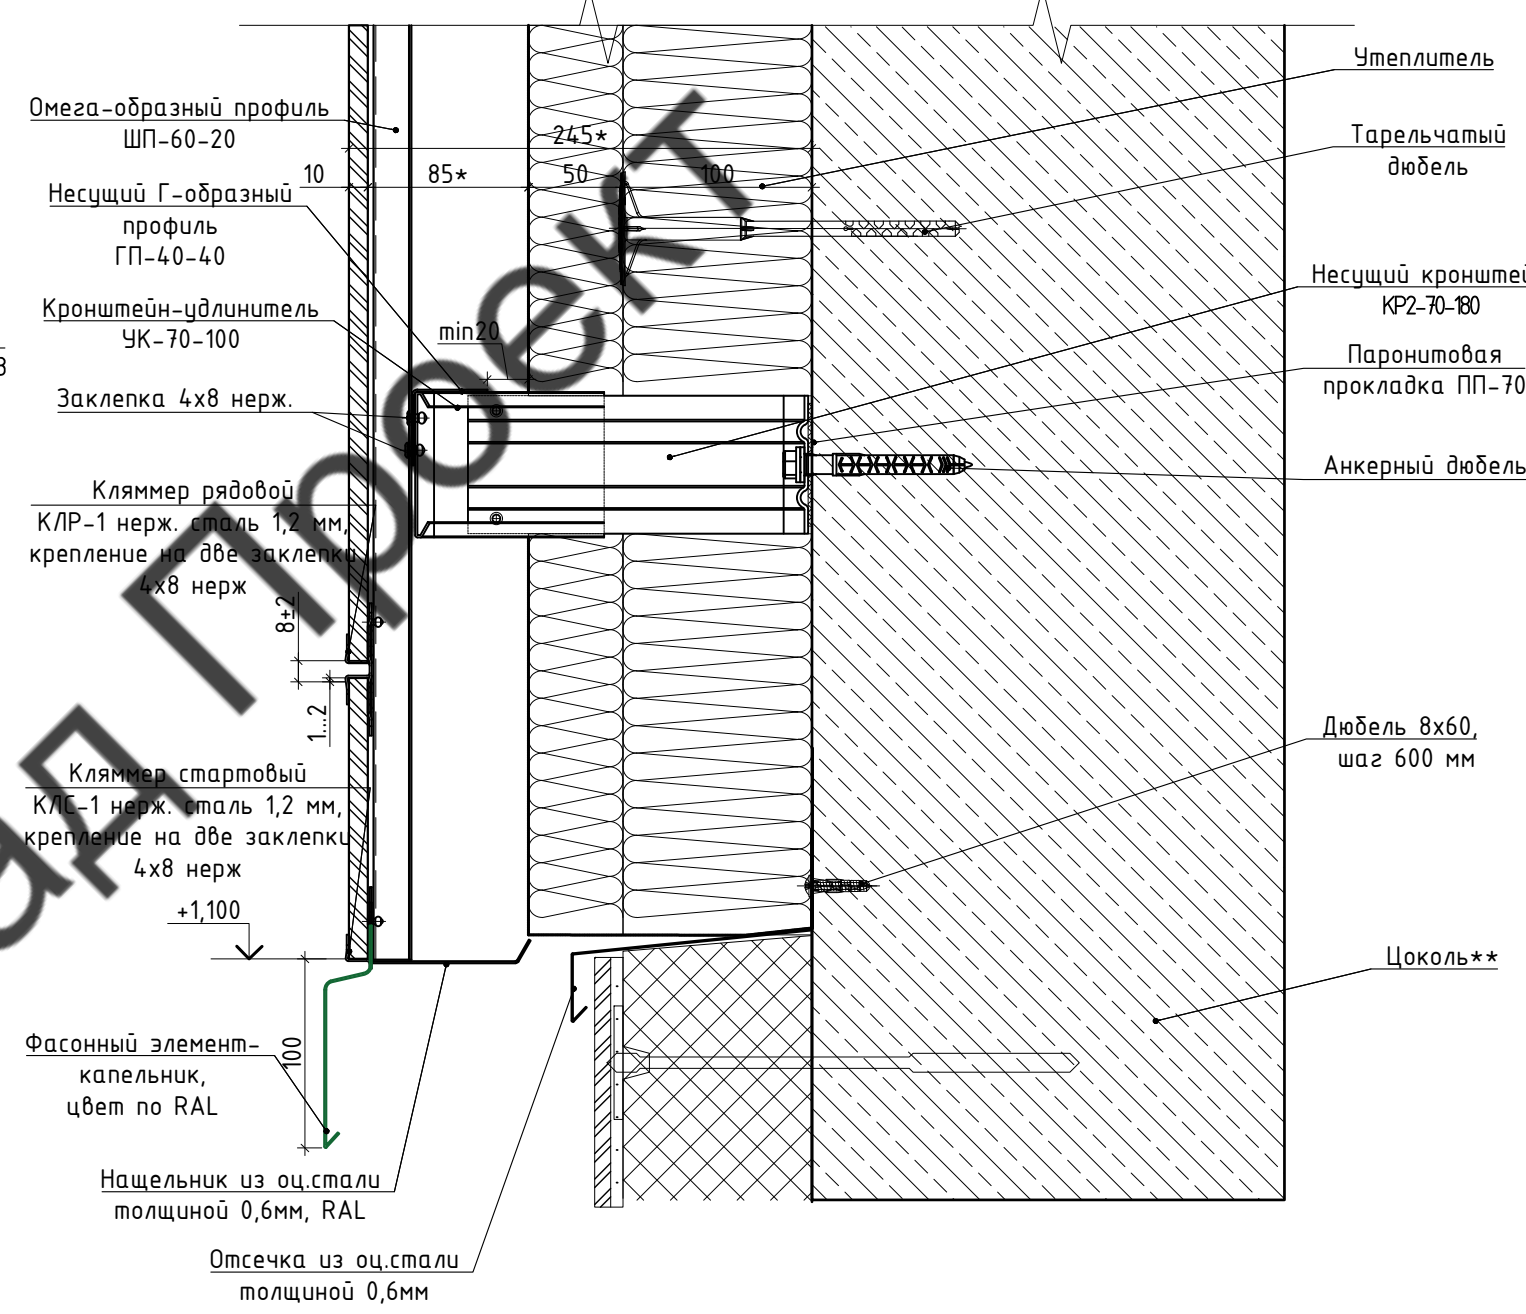 Омега-образный профиль
ШП-60-20
Несущий Г-образный
профиль
ГП-40-40
Кронштейн-удлинитель
УК-70-100
Заклепка 4х8 нерж.
Кляммер рядовой
КЛР-1 нерж. сталь 1,2 мм,
крепление на две заклепки
4х8 нерж
8±2
1...2
Кляммер стартовый
КЛС-1 нерж. сталь 1,2 мм,
крепление на две заклепки
4х8 нерж
+1,100
Фасонный элемент-
капельник,
цвет по RAL
100
Нащельник из оц.стали
толщиной 0,6мм, RAL
Отсечка из оц.стали
толщиной 0,6мм
245*
10 85* 50 100
min20
Утеплитель
Тарельчатый
дюбель
Несущий кронштей
КР2-70-180
Паронитовая
прокладка ПП-70
Анкерный дюбель
Дюбель 8х60,
шаг 600 мм
Цоколь**
ад Проект